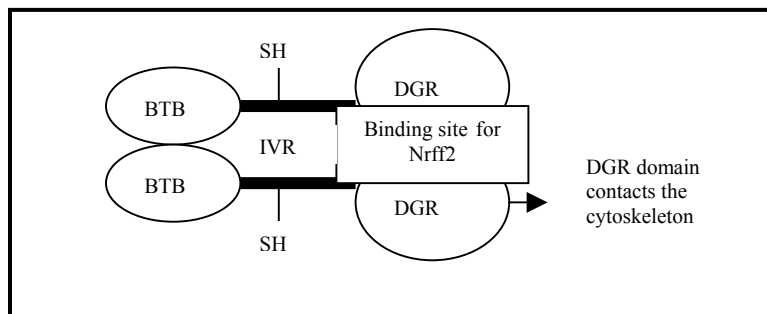 SH
BTB
DGR
IVR
Binding site for
Nrff2
BTB
DGR
SH
DGR domain
contacts the
cytoskeleton